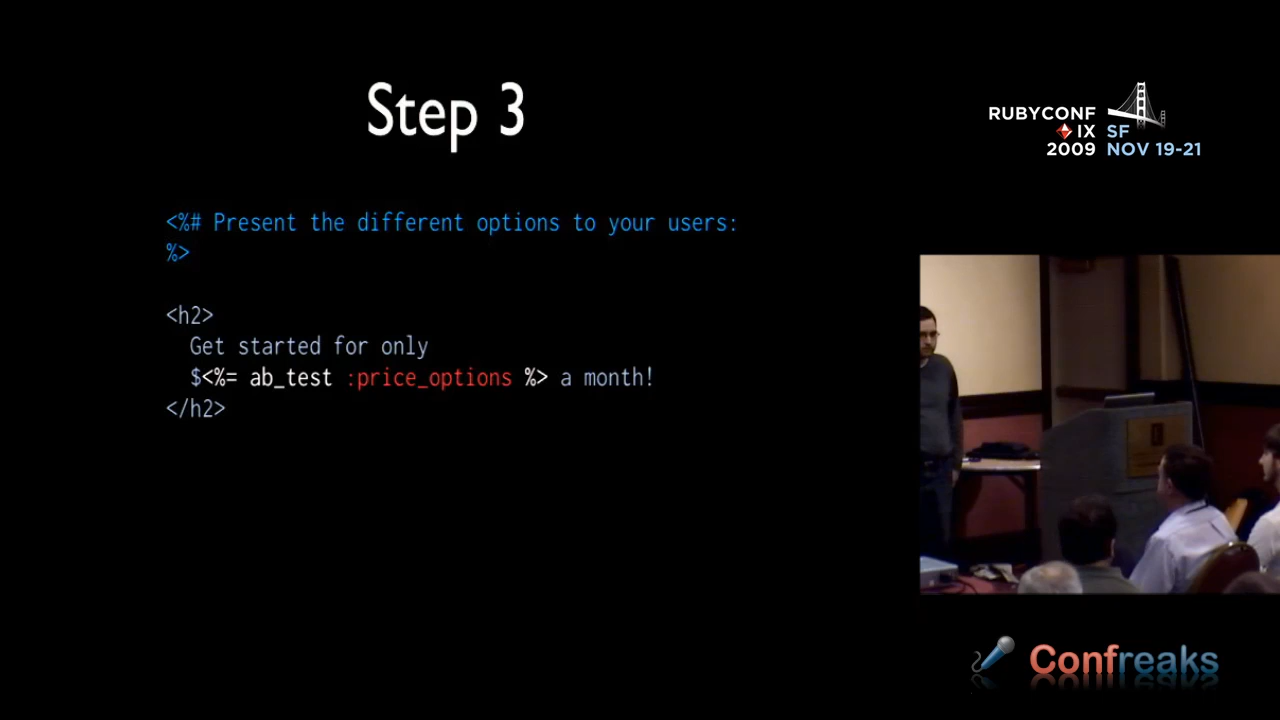 Step 3
RUBYCONF
IX SF
2009 NOV 19-21
<%# Present the different options to your users:
%>
<h2>
Get started for only
$<%= ab_test :price_options %> a month!
</h2>
Confreaks